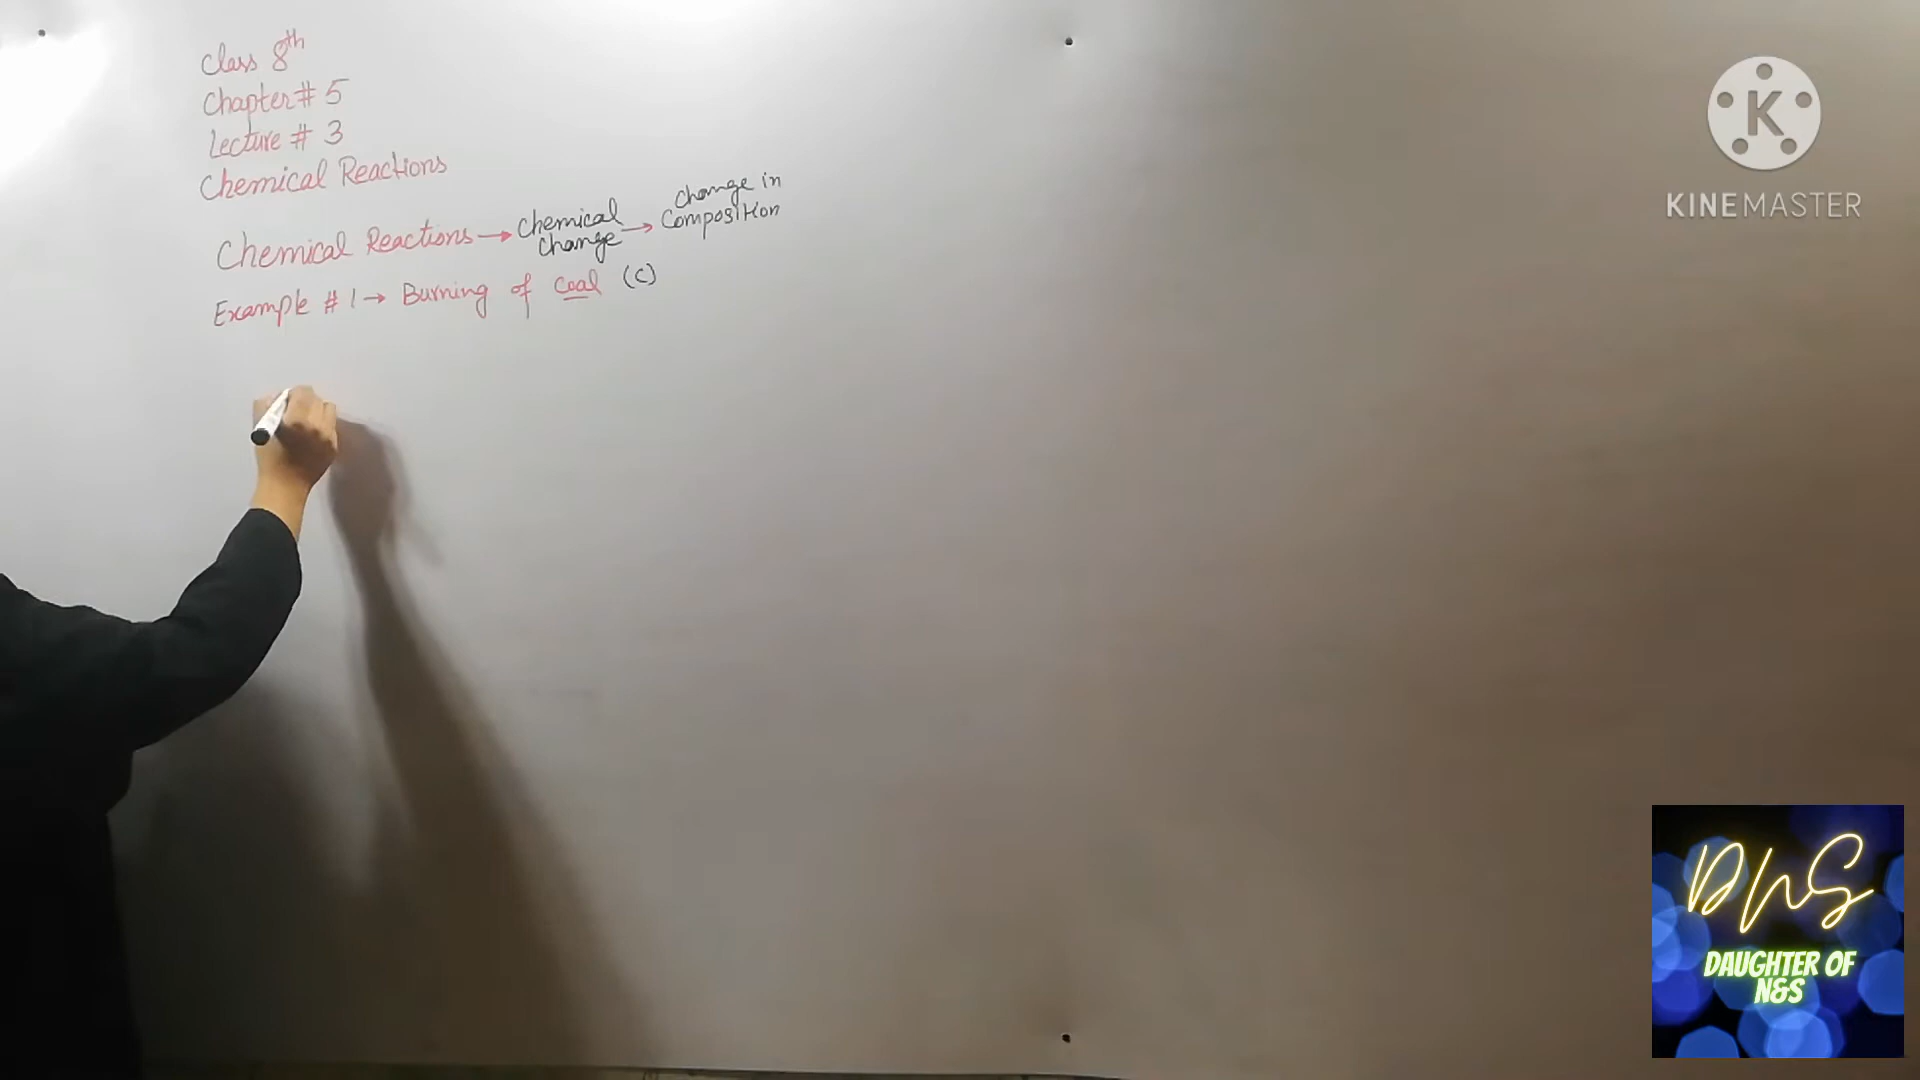 Class 8th
Chapter # 5
Lecture # 3
Chemical Reactions
Chemical Reactions → Chemical Change → Change in Composition
Example # 1 → Burning of Coal (C)
K
KINEMASTER
DNS
DAUGHTER OF
N&S